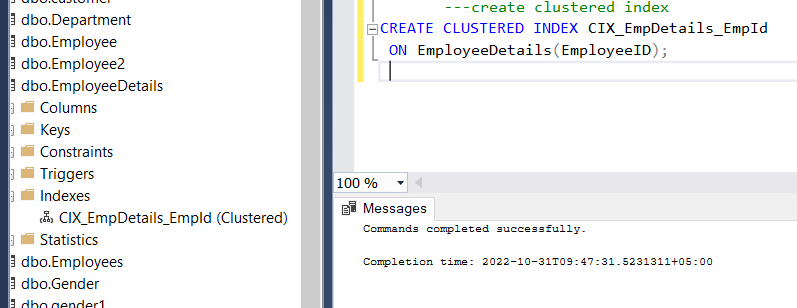 dbo.customer
dbo.Department
dbo.Employee
dbo.Employee2
dbo.EmployeeDetails
Columns
Keys
Constraints
Triggers
Indexes
CIX_EmpDetails_EmpId (Clustered)
Statistics
dbo.Employees
dbo.Gender
dbo.gender1
---create clustered index
CREATE CLUSTERED INDEX CIX_EmpDetails_EmpId
ON EmployeeDetails(EmployeeID);
100 %
Messages
Commands completed successfully.
Completion time: 2022-10-31T09:47:31.5231311+05:00